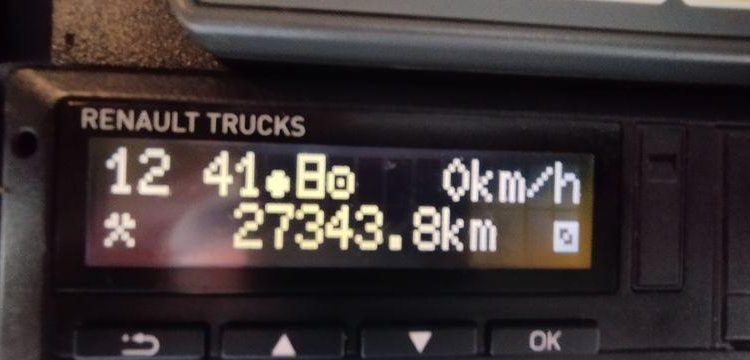 RENAULT TRUCKS
12 41 0km/h
27343.8km
OK